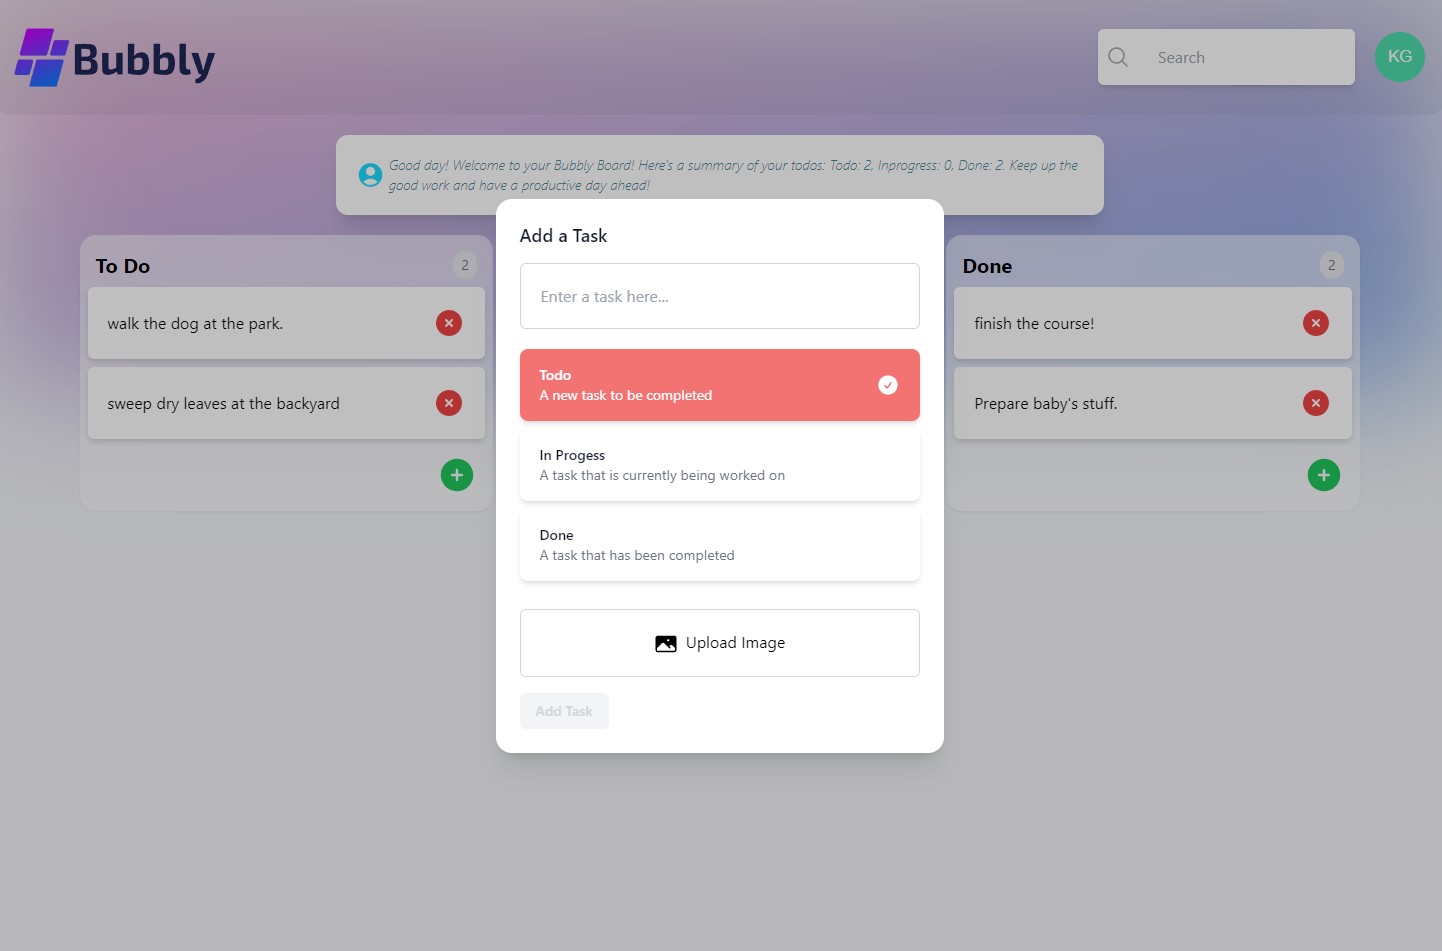 Bubbly
Search
KG
Good day! Welcome to your Bubbly Board! Here's a summary of your todos: Todo: 2, Inprogress: 0, Done: 2. Keep up the
good work and have a productive day ahead!
To Do
2
walk the dog at the park.
sweep dry leaves at the backyard
Add a Task
Enter a task here...
Todo
A new task to be completed
In Progess
A task that is currently being worked on
Done
A task that has been completed
Upload Image
Add Task
Done
2
finish the course!
Prepare baby's stuff.